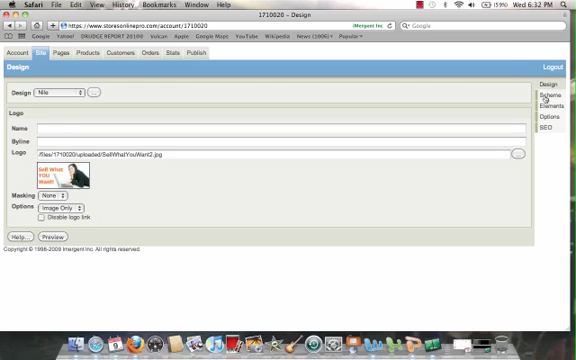 Safari File Edit View History Bookmarks Window Help (59%) Wed 6:32 PM
1710020 - Design
https://www.storesonlinepro.com/account/1710020 iMergent Inc. Google
Google Yahoo! DRUDGE REPORT 20100 Vulcan Apple Google Maps YouTube Wikipedia News (1006) Popular
Account Site Pages Products Customers Orders Stats Publish
Design Logout
Design
Scheme
Elements
Options
SEO
Design: Nile ...
Logo
Name
Byline
Logo /files/1710020/uploaded/SellWhatYouWant2.jpg ...
Sell What
YOU
Want!
Masking None
Options Image Only
Disable logo link
Help... Preview
Copyright © 1998-2009 iMergent Inc. All rights reserved.